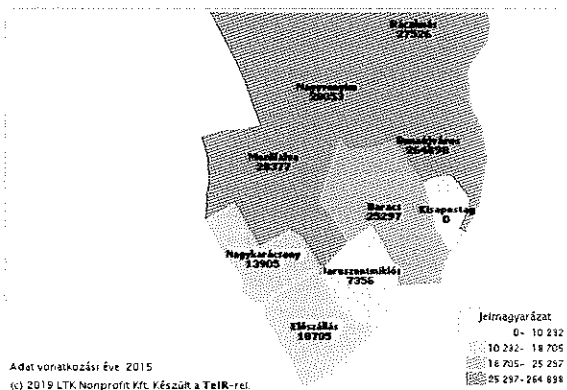 Rácalmás
27526
Nagyvenyim
28053
Dunaújváros
264898
Mezőfalva
28377
Baracs
25297
Kisapostag
0
Nagykarácsony
13905
Daruszentmiklós
7356
Előszállás
18705
Jelmagyarázat
0- 10 232
10 232- 18 705
18 705- 25 297
25 297-264 898
Adat vonatkozási éve: 2015
(c) 2019 LTK Nonprofit Kft. Készült a TeIR-rel.